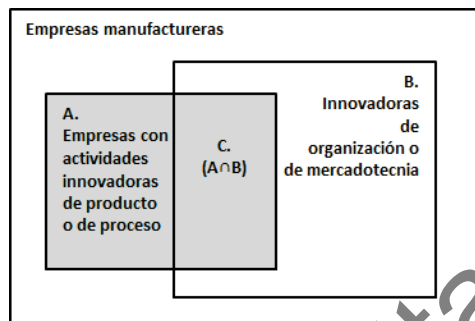 Empresas manufactureras
A.
Empresas con
actividades
innovadoras
de producto
o de proceso
C.
(A∩B)
B.
Innovadoras
de
organización o
de mercadotecnia